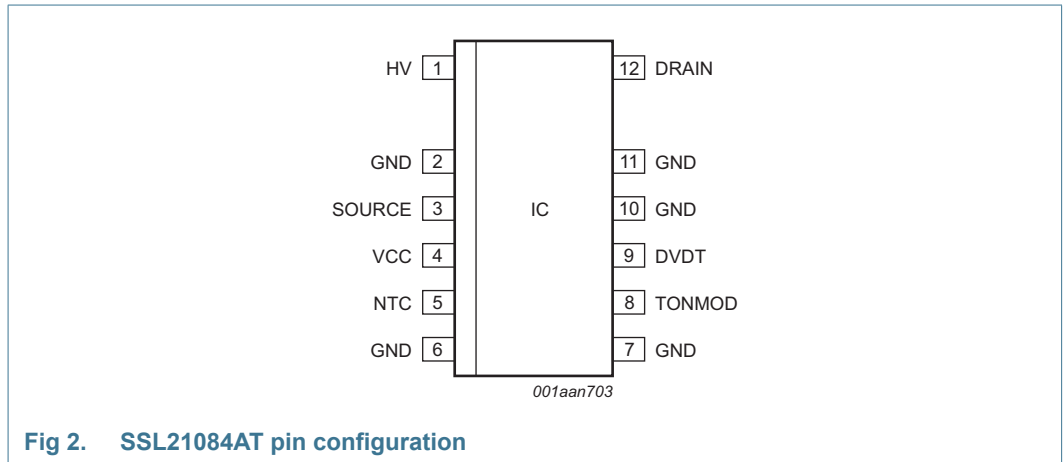 HV 1 12 DRAIN
GND 2 11 GND
SOURCE 3 IC 10 GND
VCC 4 9 DVDT
NTC 5 8 TONMOD
GND 6 7 GND
001aan703
Fig 2. SSL21084AT pin configuration